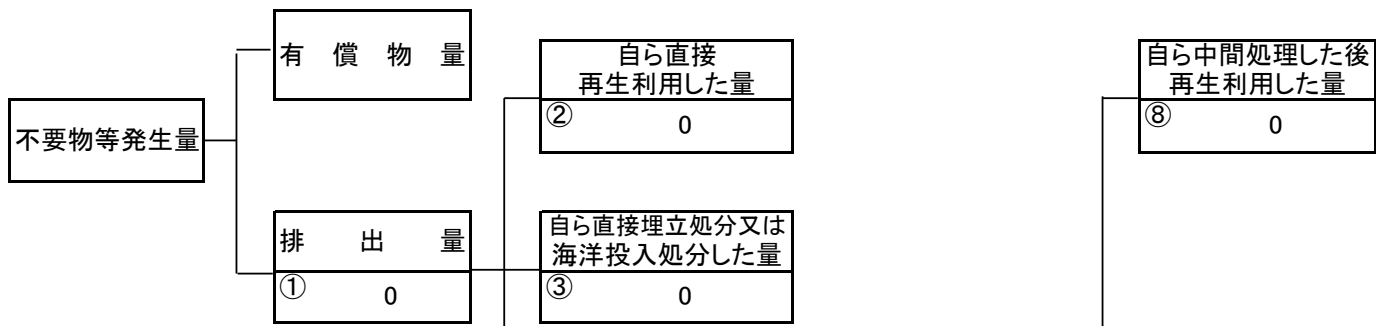 有償物量
自ら直接
再生利用した量
② 0
自ら中間処理した後
再生利用した量
⑧ 0
不要物等発生量
排出量
① 0
自ら直接埋立処分又は
海洋投入処分した量
③ 0